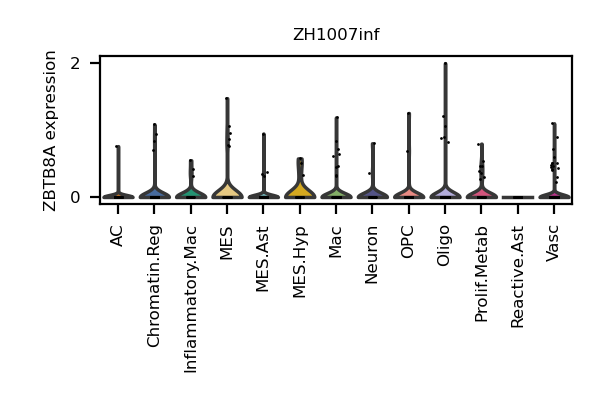 ZH1007inf
ZBTB8A expression
2
0
AC
Chromatin.Reg
Inflammatory.Mac
MES
MES.Ast
MES.Hyp
Mac
Neuron
OPC
Oligo
Prolif.Metab
Reactive.Ast
Vasc